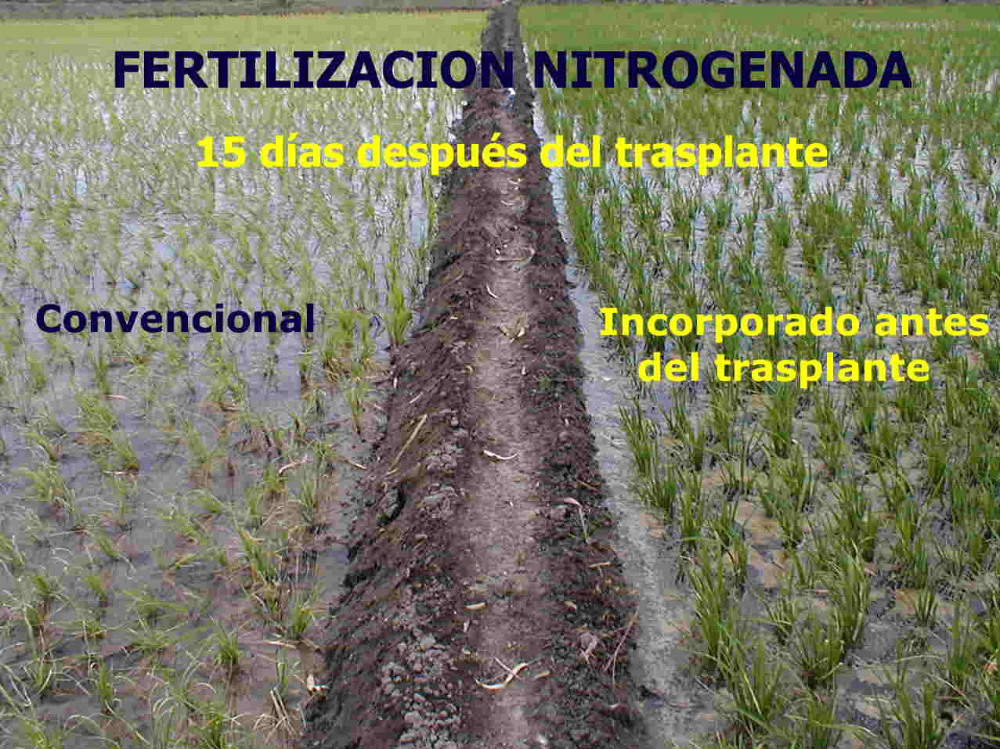 FERTILIZACION NITROGENADA
15 días después del trasplante
Convencional
Incorporado antes
del trasplante